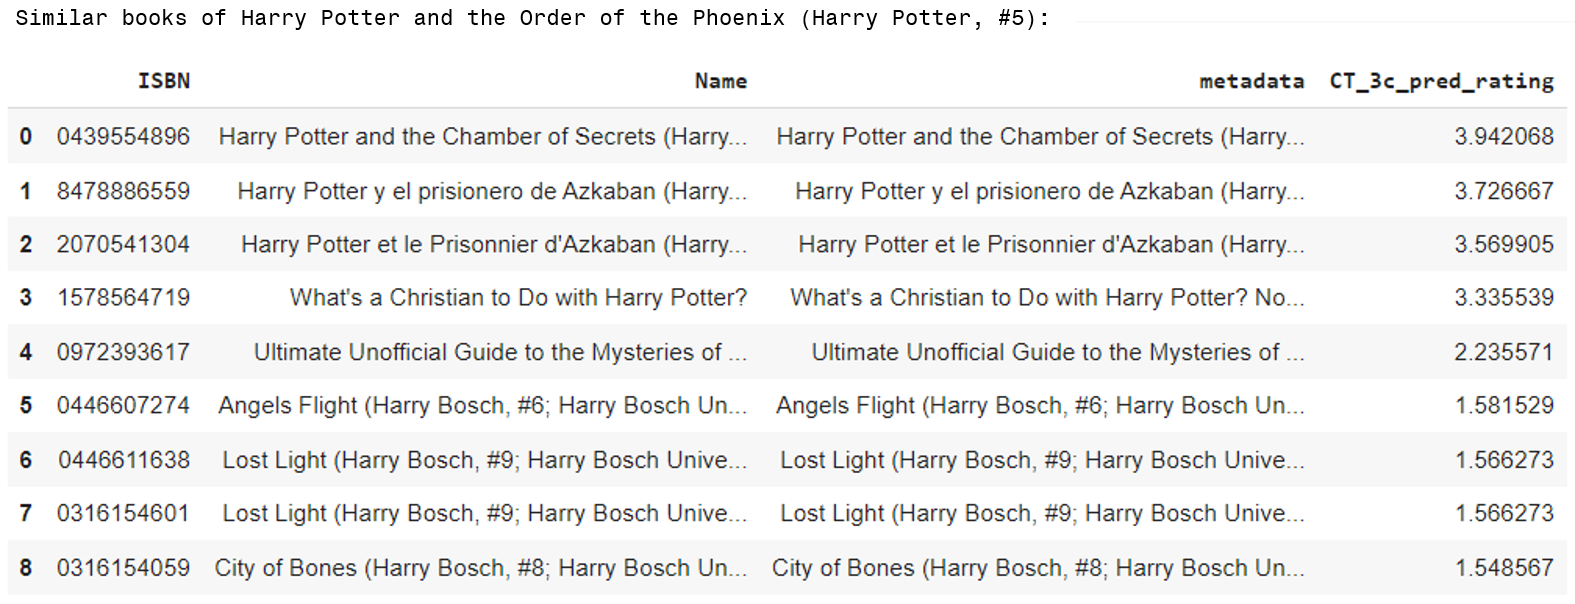 Similar books of Harry Potter and the Order of the Phoenix (Harry Potter, #5):
ISBN Name metadata CT_3c_pred_rating
0 0439554896 Harry Potter and the Chamber of Secrets (Harry... Harry Potter and the Chamber of Secrets (Harry... 3.942068
1 8478886559 Harry Potter y el prisionero de Azkaban (Harry... Harry Potter y el prisionero de Azkaban (Harry... 3.726667
2 2070541304 Harry Potter et le Prisonnier d'Azkaban (Harry... Harry Potter et le Prisonnier d'Azkaban (Harry... 3.569905
3 1578564719 What's a Christian to Do with Harry Potter? What's a Christian to Do with Harry Potter? No... 3.335539
4 0972393617 Ultimate Unofficial Guide to the Mysteries of ... Ultimate Unofficial Guide to the Mysteries of ... 2.235571
5 0446607274 Angels Flight (Harry Bosch, #6; Harry Bosch Un... Angels Flight (Harry Bosch, #6; Harry Bosch Un... 1.581529
6 0446611638 Lost Light (Harry Bosch, #9; Harry Bosch Unive... Lost Light (Harry Bosch, #9; Harry Bosch Unive... 1.566273
7 0316154601 Lost Light (Harry Bosch, #9; Harry Bosch Unive... Lost Light (Harry Bosch, #9; Harry Bosch Unive... 1.566273
8 0316154059 City of Bones (Harry Bosch, #8; Harry Bosch Un... City of Bones (Harry Bosch, #8; Harry Bosch Un... 1.548567